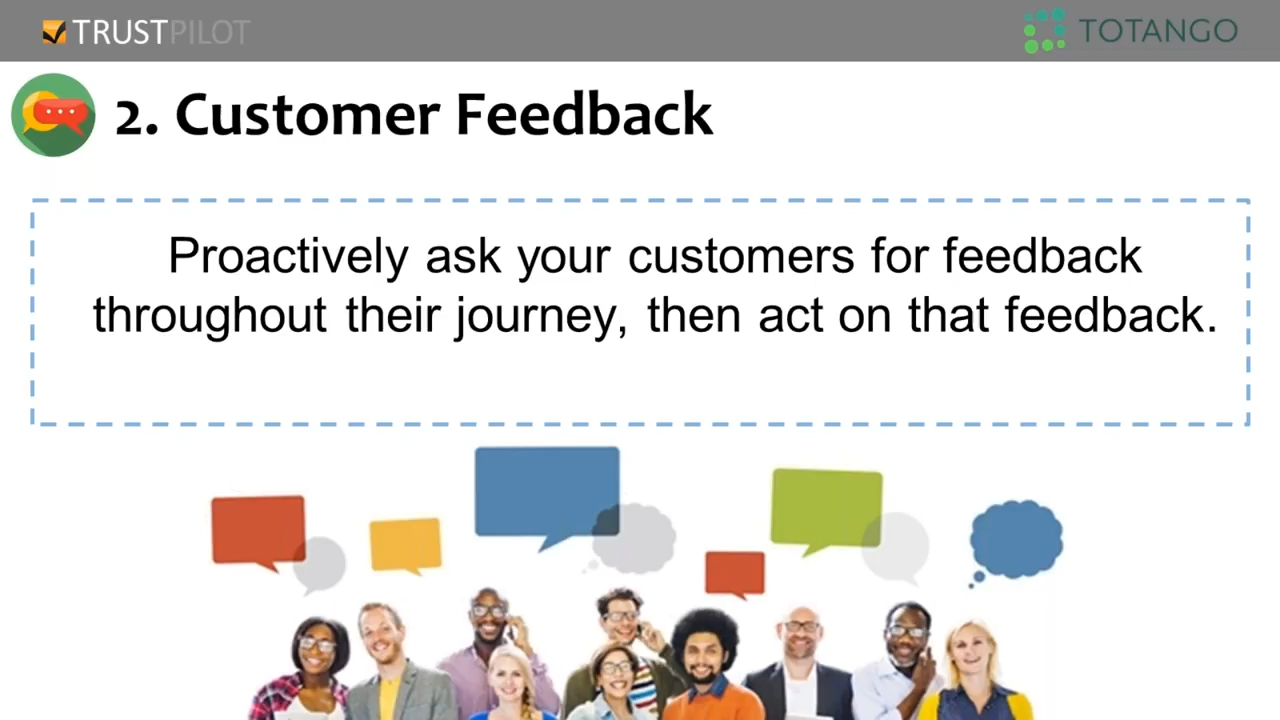 TRUSTPILOT
TOTANGO
2. Customer Feedback
Proactively ask your customers for feedback
throughout their journey, then act on that feedback.